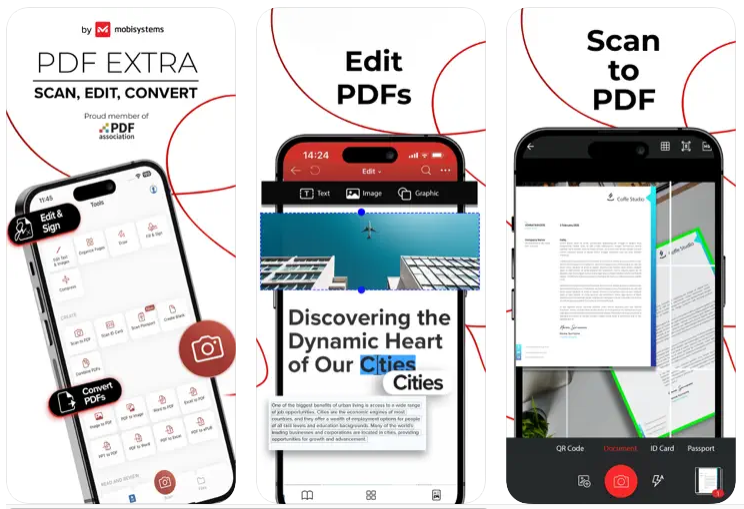 by mobisystems
PDF EXTRA
SCAN, EDIT, CONVERT
Proud member of
PDF
association
11:45
Tools
Edit &
Sign
Edit Text
& Images
Organize Pages
Scan
Fill & Sign
Compress
CREATE
Scan to PDF
Scan ID Card
Scan Passport
Create Blank
Combine PDFs
Convert
PDFs
Image to PDF
PDF to Image
Word to PDF
Excel to PDF
PPT to PDF
PDF to Word
PDF to Excel
PDF to ePUB
READ AND REVIEW
Edit
PDFs
14:24
Edit
Text
Image
Graphic
Discovering the
Dynamic Heart
of Our Cities
Cities
One of the biggest benefits of urban living is access to a wide range
of job opportunities. Cities are the economic engines of most
countries, and they offer a wealth of employment options for people
of all skill levels and education backgrounds. Many of the world's
leading businesses and corporations are located in cities, providing
opportunities for growth and advancement.
Scan
to
PDF
Coffe Studio
Coffe Studio
QR Code
Document
ID Card
Passport
1